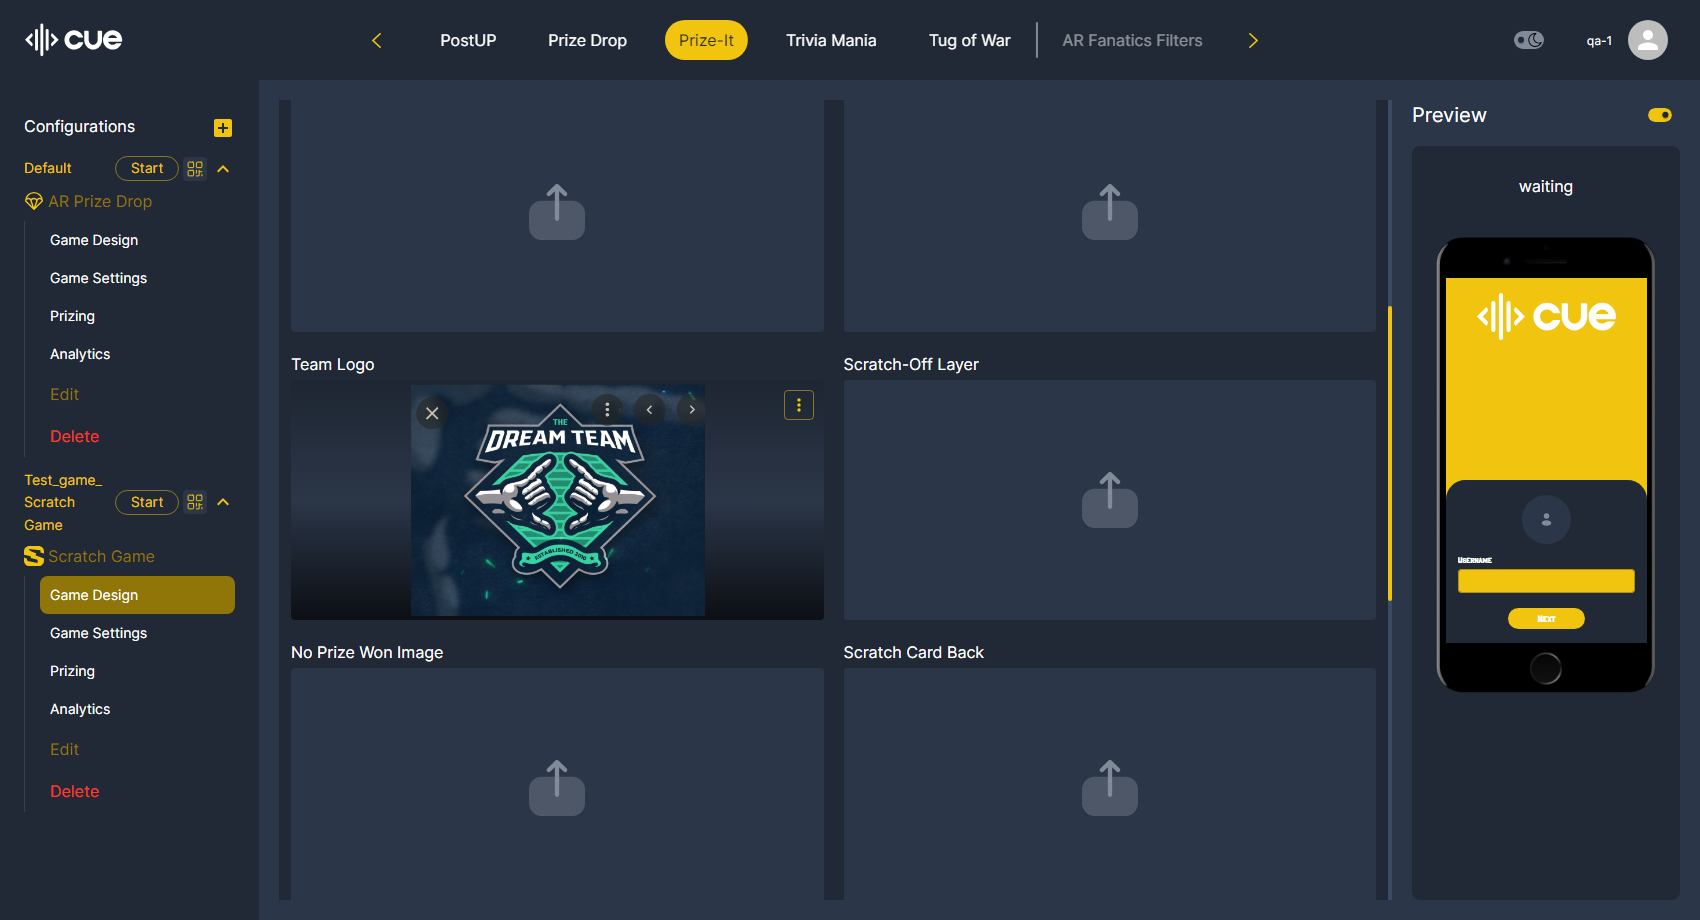 cue
PostUP
Prize Drop
Prize-It
Trivia Mania
Tug of War
AR Fanatics Filters
qa-1
Configurations
Default
Start
AR Prize Drop
Game Design
Game Settings
Prizing
Analytics
Edit
Delete
Test_game_
Scratch
Game
Start
Scratch Game
Game Design
Game Settings
Prizing
Analytics
Edit
Delete
Team Logo
THE
DREAM TEAM
ESTABLISHED 2010
Scratch-Off Layer
No Prize Won Image
Scratch Card Back
Preview
waiting
cue
Username
Next